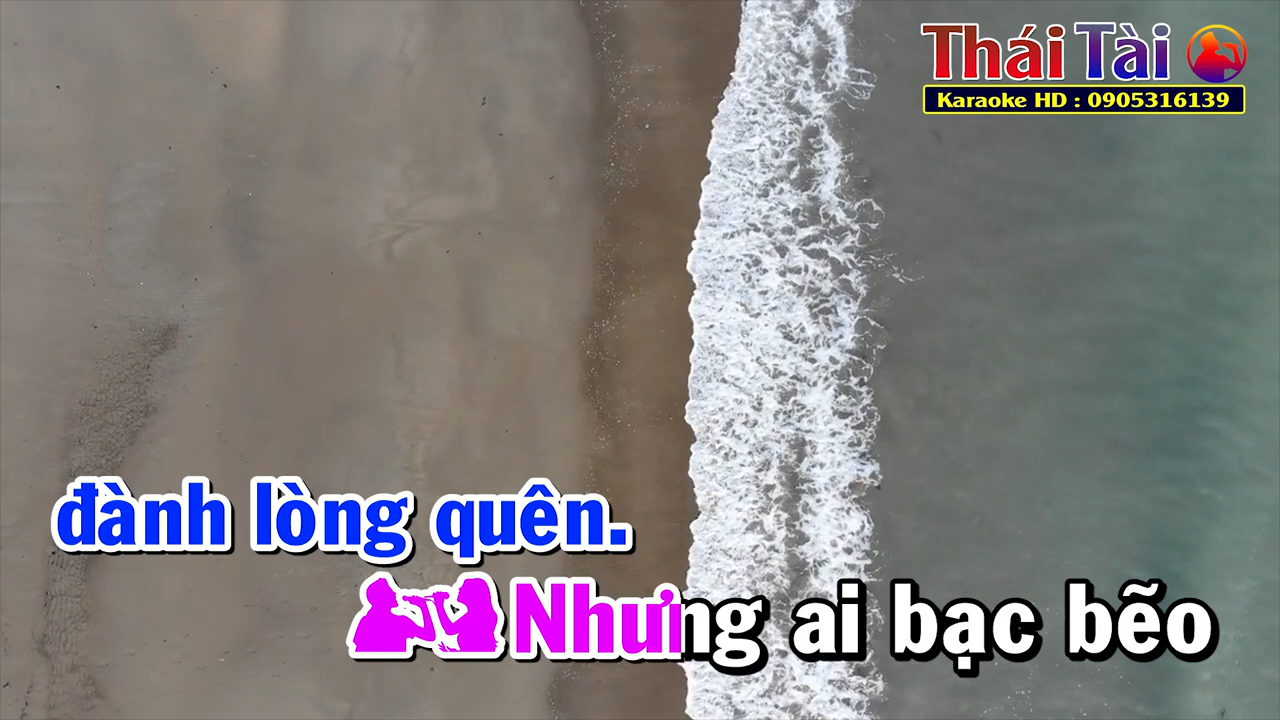 Thái Tài
Karaoke HD : 0905316139
đành lòng quên.
Nhưng ai bạc bẽo